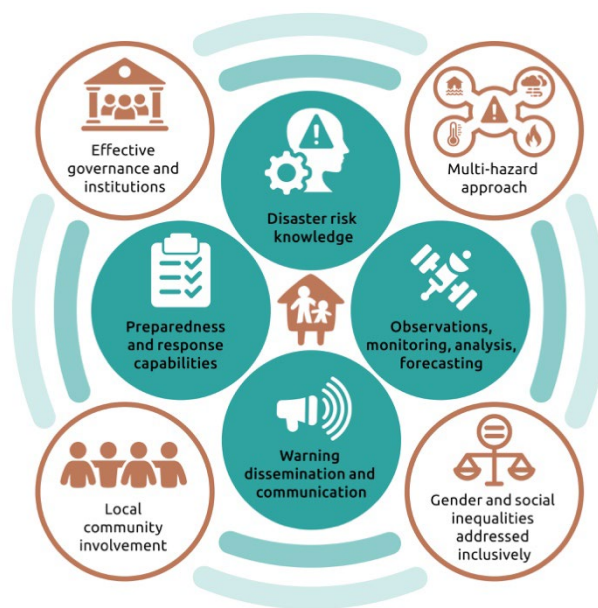 Effective
governance and
institutions
Multi-hazard
approach
Disaster risk
knowledge
Preparedness
and response
capabilities
Observations,
monitoring, analysis,
forecasting
Warning
dissemination and
communication
Local
community
involvement
Gender and social
inequalities
addressed
inclusively